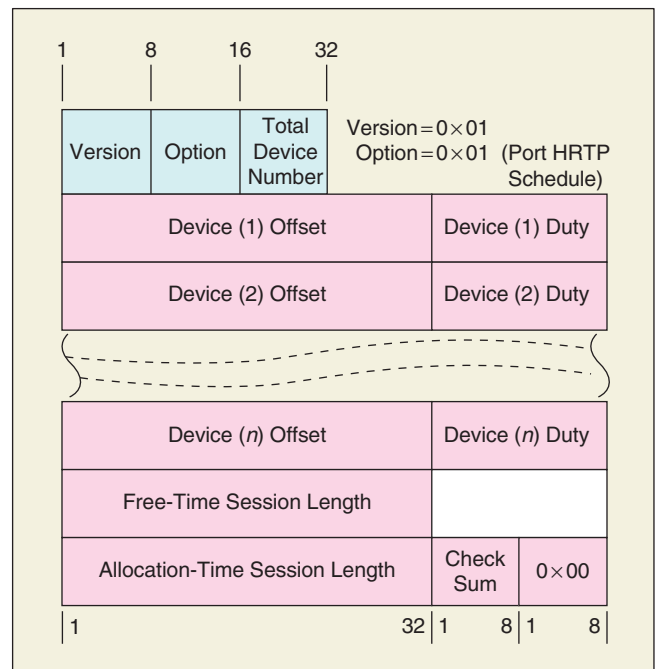 1 8 16 32
Version
Option
Total
Device
Number
Version=0×01
Option=0×01 (Port HRTP
Schedule)
Device (1) Offset
Device (1) Duty
Device (2) Offset
Device (2) Duty
Device (n) Offset
Device (n) Duty
Free-Time Session Length
Allocation-Time Session Length
Check
Sum
0×00
1 32 1 8 1 8